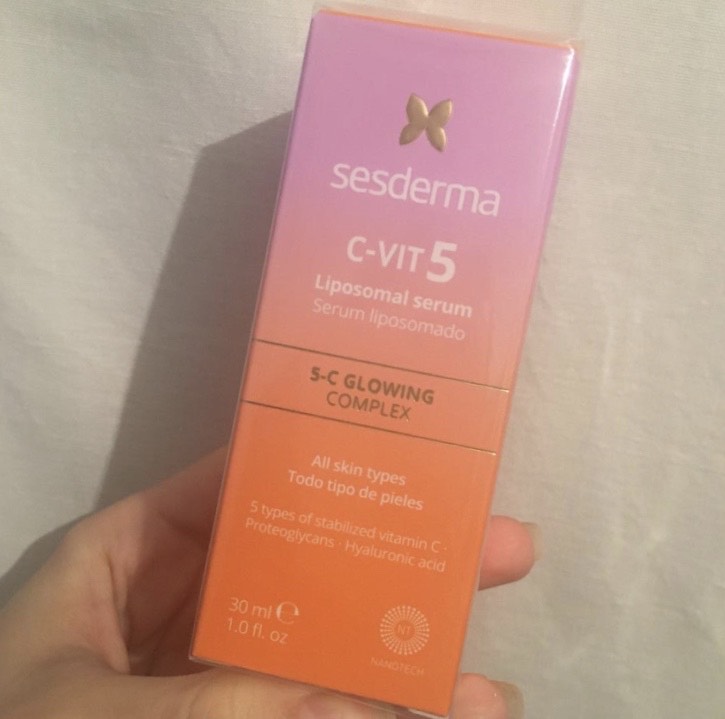 sesderma
C-VIT 5
Liposomal serum
Serum liposomado
5-C GLOWING
COMPLEX
All skin types
Todo tipo de pieles
5 types of stabilized vitamin C ·
Proteoglycans · Hyaluronic acid
30 ml ℮
1.0 fl. oz
NT
NANOTECH